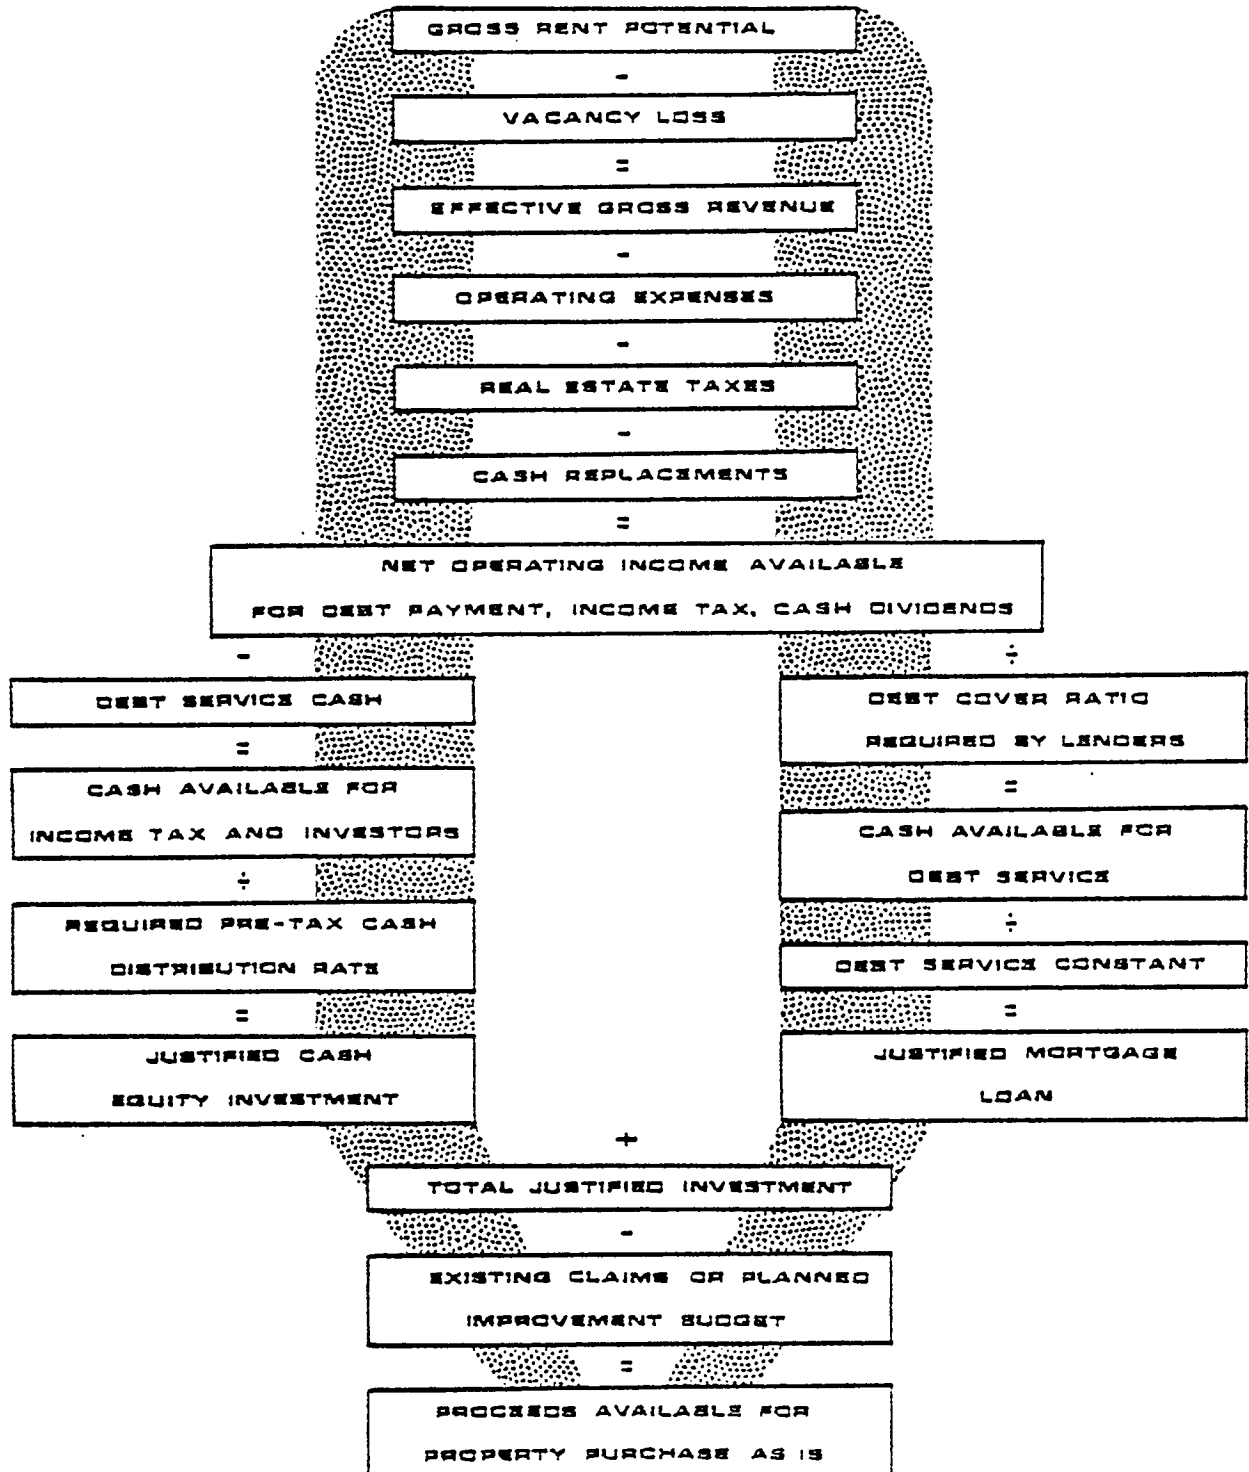 GROSS RENT POTENTIAL
-
VACANCY LOSS
=
EFFECTIVE GROSS REVENUE
-
OPERATING EXPENSES
-
REAL ESTATE TAXES
-
CASH REPLACEMENTS
=
NET OPERATING INCOME AVAILABLE
FOR DEBT PAYMENT, INCOME TAX, CASH DIVIDENDS
-
DEBT SERVICE CASH
=
CASH AVAILABLE FOR
INCOME TAX AND INVESTORS
÷
REQUIRED PRE-TAX CASH
DISTRIBUTION RATE
=
JUSTIFIED CASH
EQUITY INVESTMENT
÷
DEBT COVER RATIO
REQUIRED BY LENDERS
=
CASH AVAILABLE FOR
DEBT SERVICE
÷
DEBT SERVICE CONSTANT
=
JUSTIFIED MORTGAGE
LOAN
+
TOTAL JUSTIFIED INVESTMENT
-
EXISTING CLAIMS OR PLANNED
IMPROVEMENT BUDGET
=
PROCEEDS AVAILABLE FOR
PROPERTY PURCHASE AS IS